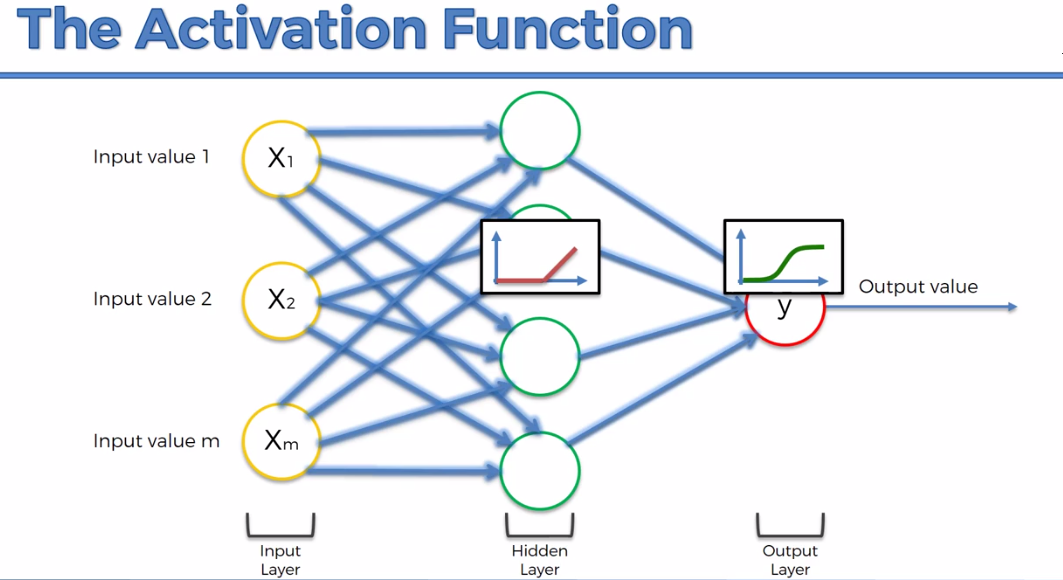 The Activation Function
Input value 1
X1
Input value 2
X2
Output value
y
Input value m
Xm
Input
Layer
Hidden
Layer
Output
Layer